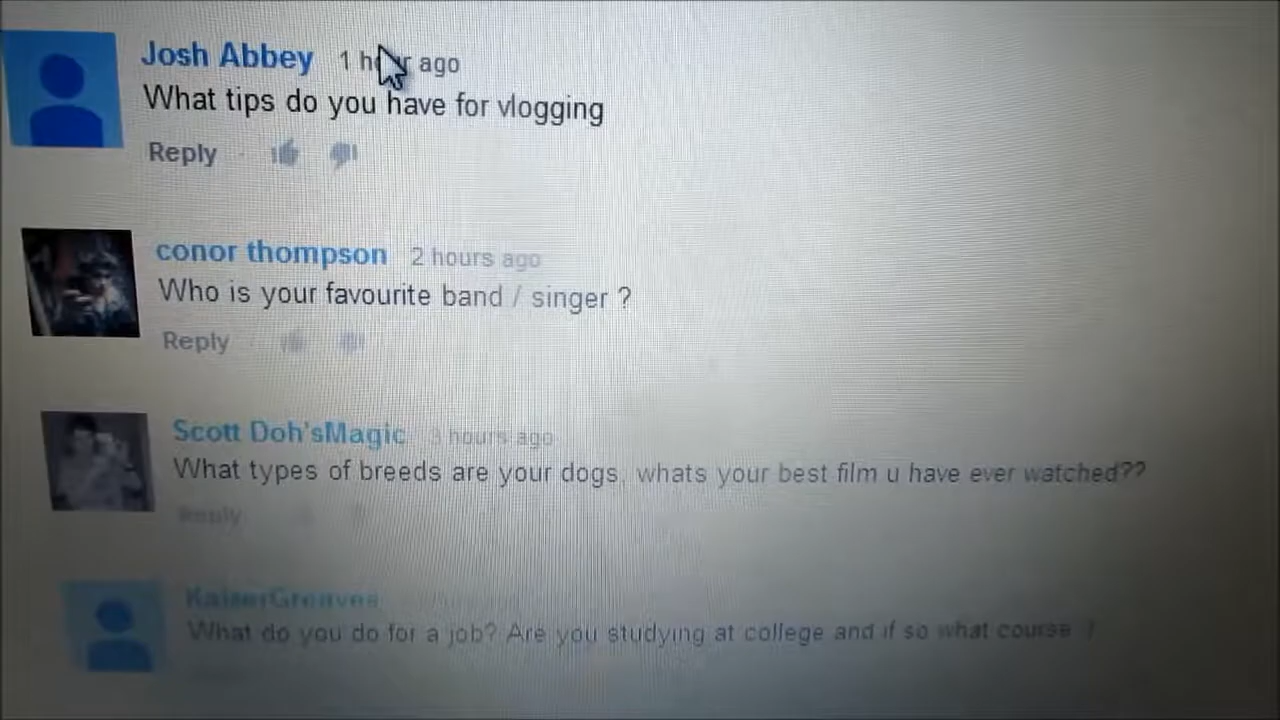 Josh Abbey 1 hour ago
What tips do you have for vlogging
Reply
conor thompson 2 hours ago
Who is your favourite band / singer ?
Reply
Scott Doh'sMagic 3 hours ago
What types of breeds are your dogs, whats your best film u have ever watched??
Reply
KaiserGreaves
What do you do for a job? Are you studying at college and if so what course